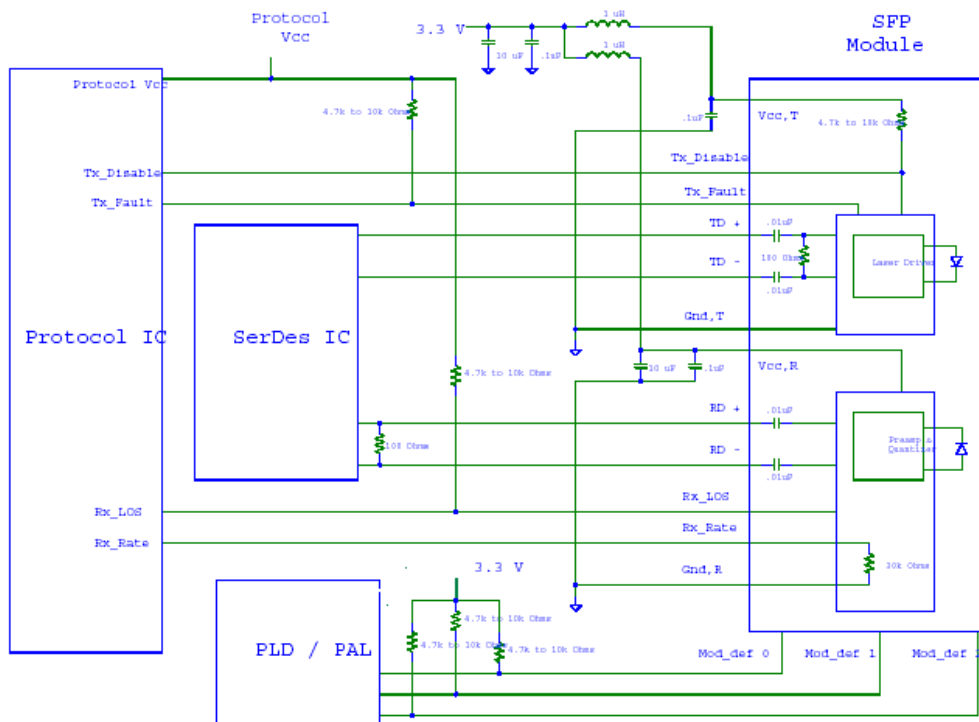 Protocol
Vcc
3.3 V
1 uH
SFP
Module
10 uF
.1uF
1 uH
Protocol Vcc
4.7k to 10k Ohms
.1uF
Vcc,T
4.7k to 10k Ohms
Tx_Disable
Tx_Disable
Tx_Fault
Tx_Fault
TD +
.01uF
TD -
100 Ohms
Laser Driver
.01uF
Gnd,T
Protocol IC
SerDes IC
4.7k to 10k Ohms
10 uF
.1uF
Vcc,R
RD +
.01uF
108 Ohms
RD -
Preamp &
Quantizer
.01uF
Rx_LOS
Rx_LOS
Rx_Rate
Rx_Rate
3.3 V
Gnd,R
30k Ohms
4.7k to 10k Ohms
PLD / PAL
4.7k to 10k Ohms
4.7k to 10k Ohms
Mod_def 0
Mod_def 1
Mod_def